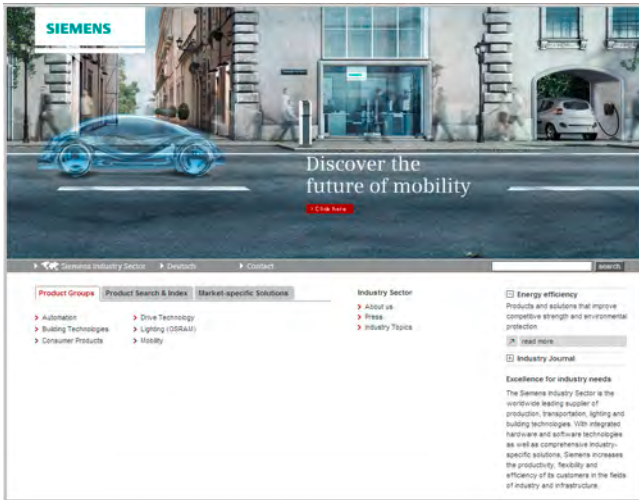 SIEMENS
SIEMENS
Discover the
future of mobility
Click here
Siemens Industry Sector
Deutsch
Contact
search
Product Groups
Product Search & Index
Market-specific Solutions
Automation
Building Technologies
Consumer Products
Drive Technology
Lighting (OSRAM)
Mobility
Industry Sector
About us
Press
Industry Topics
Energy efficiency
Products and solutions that improve
competitive strength and environmental
protection
read more
Industry Journal
Excellence for industry needs
The Siemens Industry Sector is the
worldwide leading supplier of
production, transportation, lighting and
building technologies. With integrated
hardware and software technologies
as well as comprehensive industry-
specific solutions, Siemens increases
the productivity, flexibility and
efficiency of its customers in the fields
of industry and infrastructure.